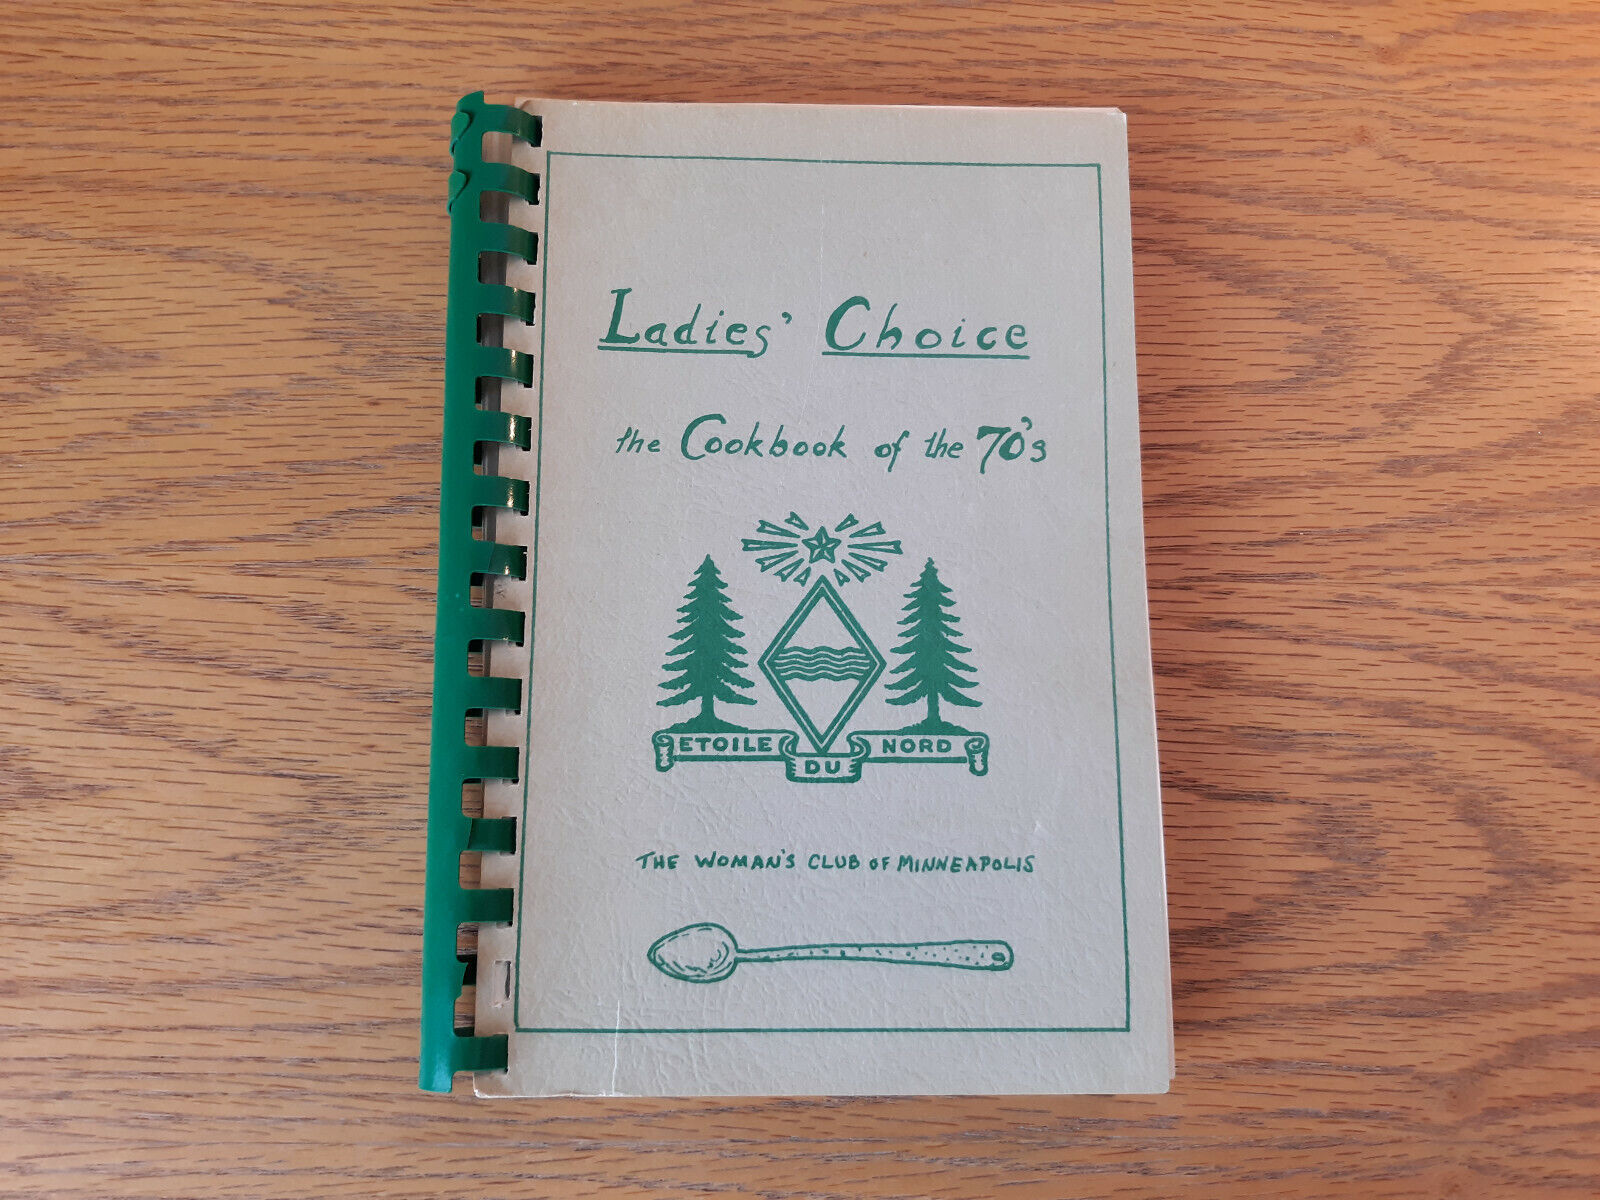 Ladies' Choice
the Cookbook of the 70's
ETOILE DU NORD
THE WOMAN'S CLUB OF MINNEAPOLIS